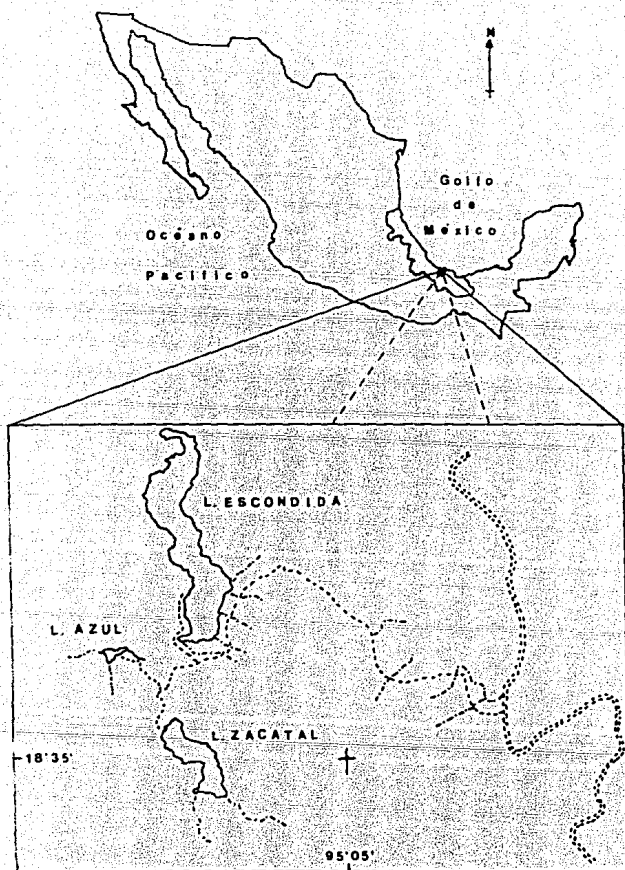 N
Golfo
de
México
Océano
Pacífico
L. ESCONDIDA
L. AZUL
L. ZACATAL
18°35'
95°05'